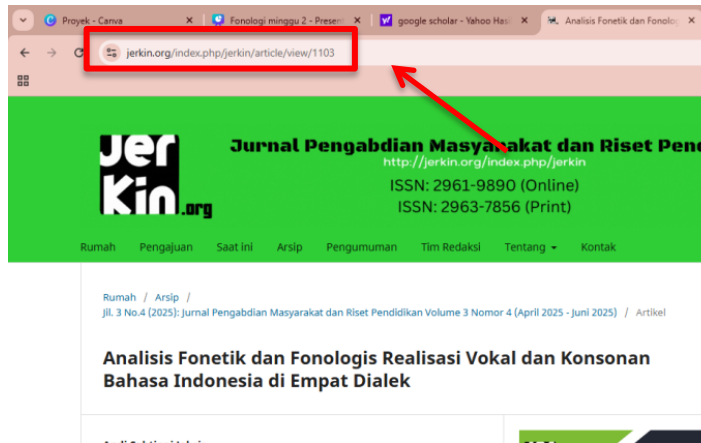 Proyek - Canva
Fonologi minggu 2 - Present
google scholar - Yahoo Has
Analisis Fonetik dan Fonolog
jerkin.org/index.php/jerkin/article/view/1103
Jer
Kin.org
Jurnal Pengabdian Masyarakat dan Riset Pend
http://jerkin.org/index.php/jerkin
ISSN: 2961-9890 (Online)
ISSN: 2963-7856 (Print)
Rumah Pengajuan Saat ini Arsip Pengumuman Tim Redaksi Tentang Kontak
Rumah / Arsip /
Jil. 3 No.4 (2025): Jurnal Pengabdian Masyarakat dan Riset Pendidikan Volume 3 Nomor 4 (April 2025 - Juni 2025) / Artikel
Analisis Fonetik dan Fonologis Realisasi Vokal dan Konsonan
Bahasa Indonesia di Empat Dialek